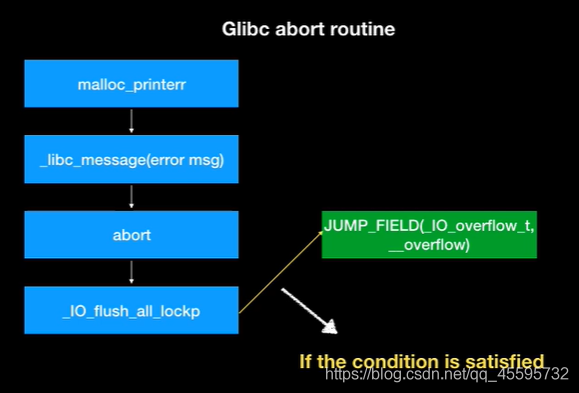 Glibc abort routine
malloc_printerr
_libc_message(error msg)
abort
_IO_flush_all_lockp
JUMP_FIELD(_IO_overflow_t,
__overflow)
If the condition is satisfied
https://blog.csdn.net/qq_45595732